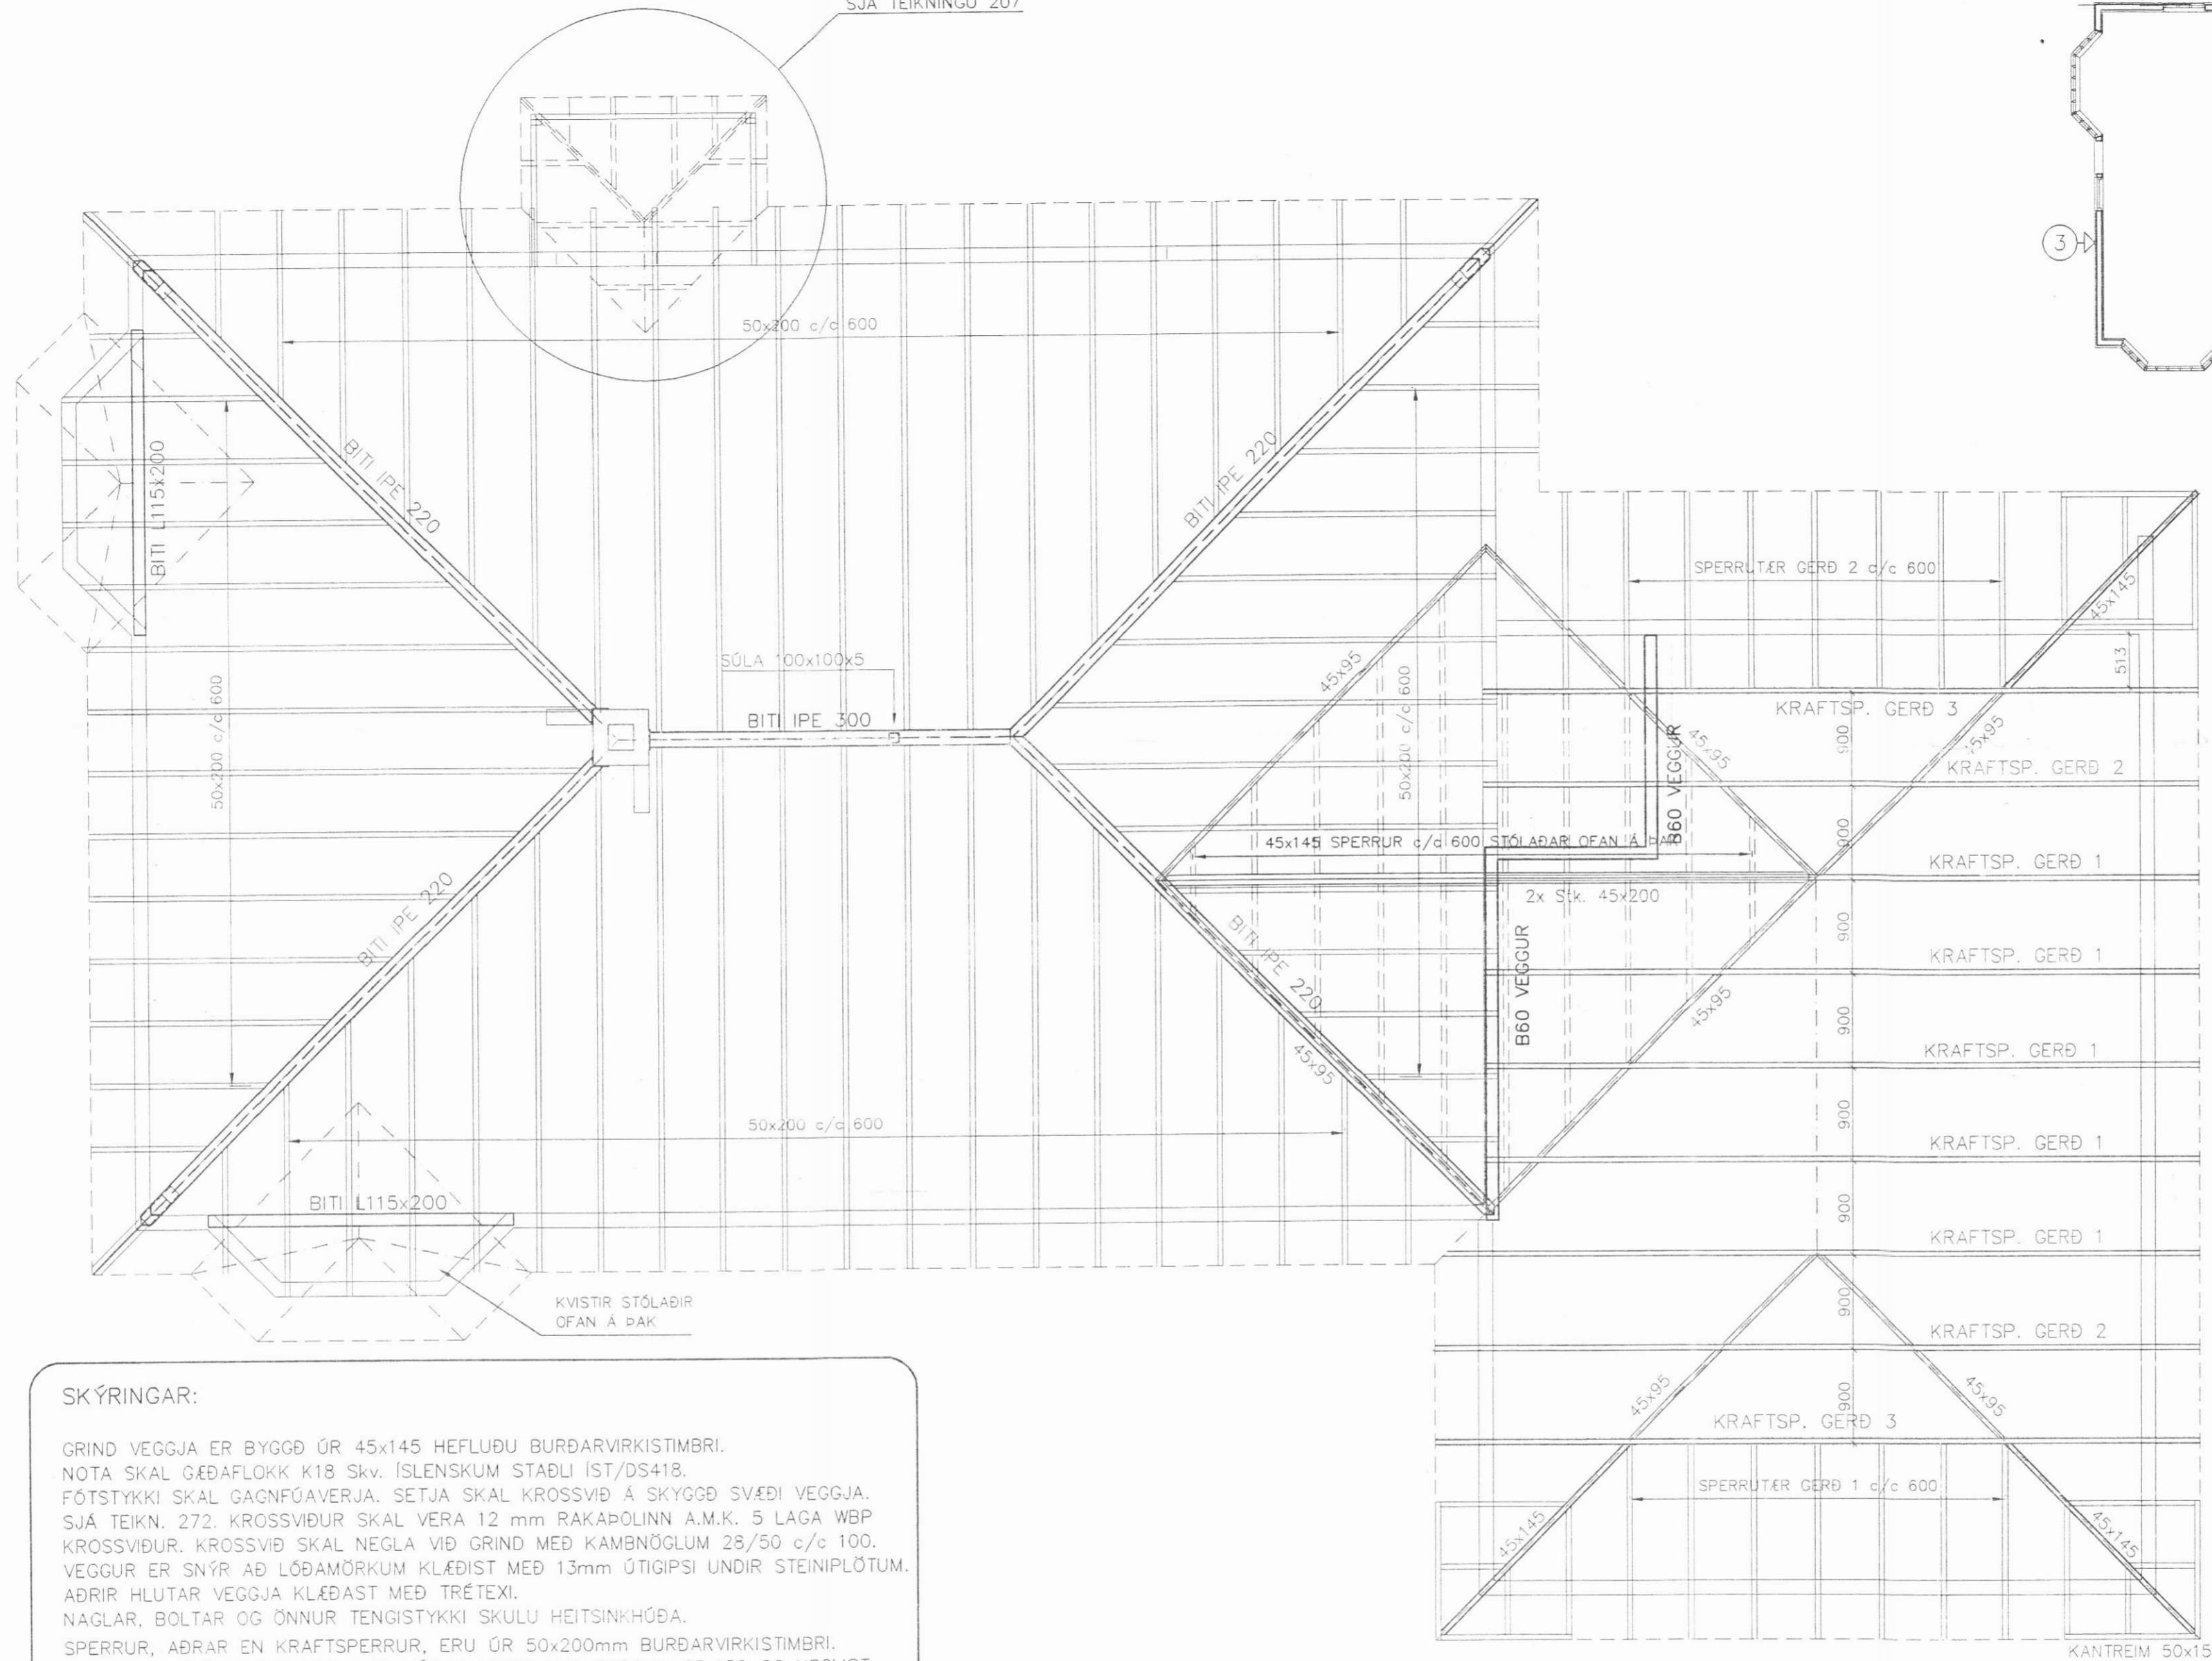 SJÁ TEIKNINGU 207
3
50x200 c/c 600
BITI IPE 220
BITI IPE 220
BITI L115x200
SPERRUTÆR GERÐ 2 c/c 600
45x145
513
45x95
50x200 c/c 600
SÚLA 100x100x5
BITI IPE 300
50x200 c/c 600
KRAFTSP. GERÐ 3
45x95
B60 VEGGUR
900
KRAFTSP. GERÐ 2
45x145 SPERRUR c/c 600 STÓLAÐAR OFAN Á ÞAK
900
KRAFTSP. GERÐ 1
2x Stk. 45x200
BITI IPE 220
BITI IPE 220
B60 VEGGUR
900
KRAFTSP. GERÐ 1
45x95
45x95
900
KRAFTSP. GERÐ 1
50x200 c/c 600
900
KRAFTSP. GERÐ 1
BITI L115x200
900
KRAFTSP. GERÐ 1
KVISTIR STÓLAÐIR
OFAN Á ÞAK
900
KRAFTSP. GERÐ 2
45x95
45x95
900
KRAFTSP. GERÐ 3
SPERRUTÆR GERÐ 1 c/c 600
45x145
45x145
KANTREIM 50x15
SKÝRINGAR:
GRIND VEGGJA ER BYGGÐ ÚR 45x145 HEFLUÐU BURÐARVIRKISTIMBRI.
NOTA SKAL GÆÐAFLOKK K18 Skv. ÍSLENSKUM STAÐLI ÍST/DS418.
FÓTSTYKKI SKAL GAGNFÚAVERJA. SETJA SKAL KROSSVIÐ Á SKYGGÐ SVÆÐI VEGGJA.
SJÁ TEIKN. 272. KROSSVIÐUR SKAL VERA 12 mm RAKAÞOLINN A.M.K. 5 LAGA WBP
KROSSVIÐUR. KROSSVIÐ SKAL NEGLA VIÐ GRIND MEÐ KAMBNÖGLUM 28/50 c/c 100.
VEGGUR ER SNÝR AÐ LÓÐAMÖRKUM KLÆÐIST MEÐ 13mm ÚTIGIPSI UNDIR STEINIPLÖTUM.
AÐRIR HLUTAR VEGGJA KLÆÐAST MEÐ TRÉTEXI.
NAGLAR, BOLTAR OG ÖNNUR TENGISTYKKI SKULU HEITSINKHÚÐA.
SPERRUR, AÐRAR EN KRAFTSPERRUR, ERU ÚR 50x200mm BURÐARVIRKISTIMBRI.